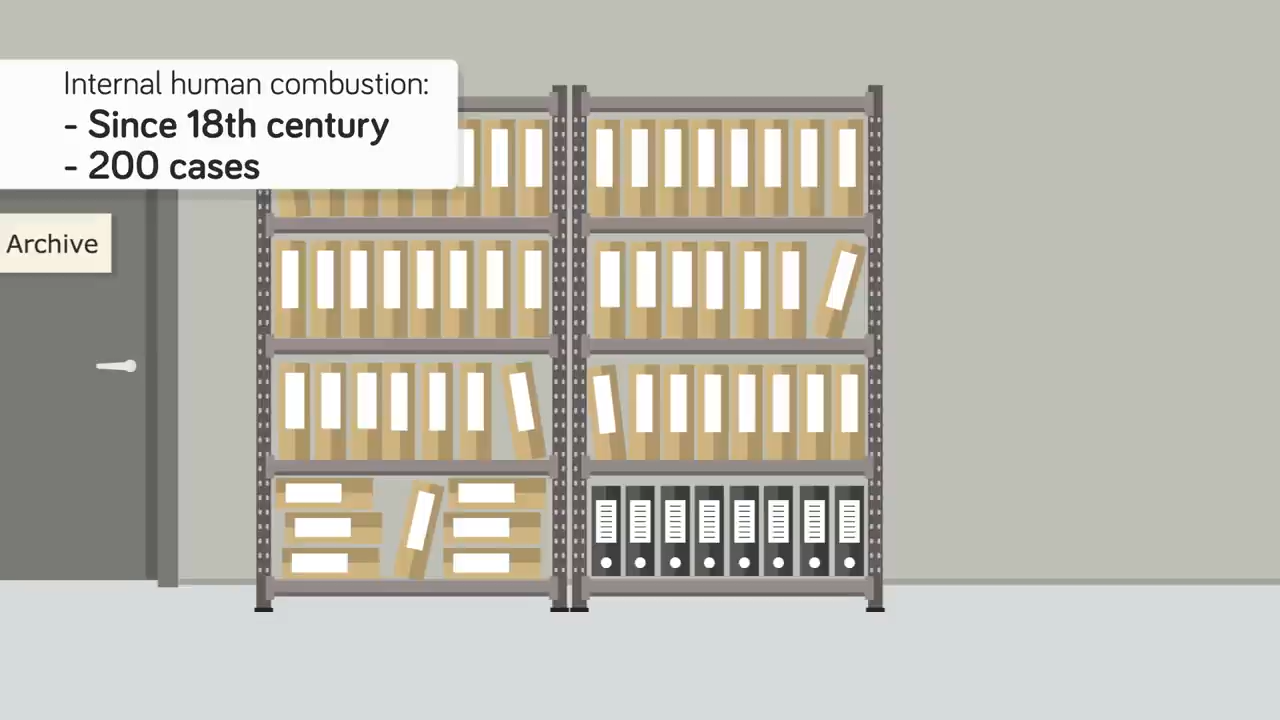 Internal human combustion:
- Since 18th century
- 200 cases
Archive